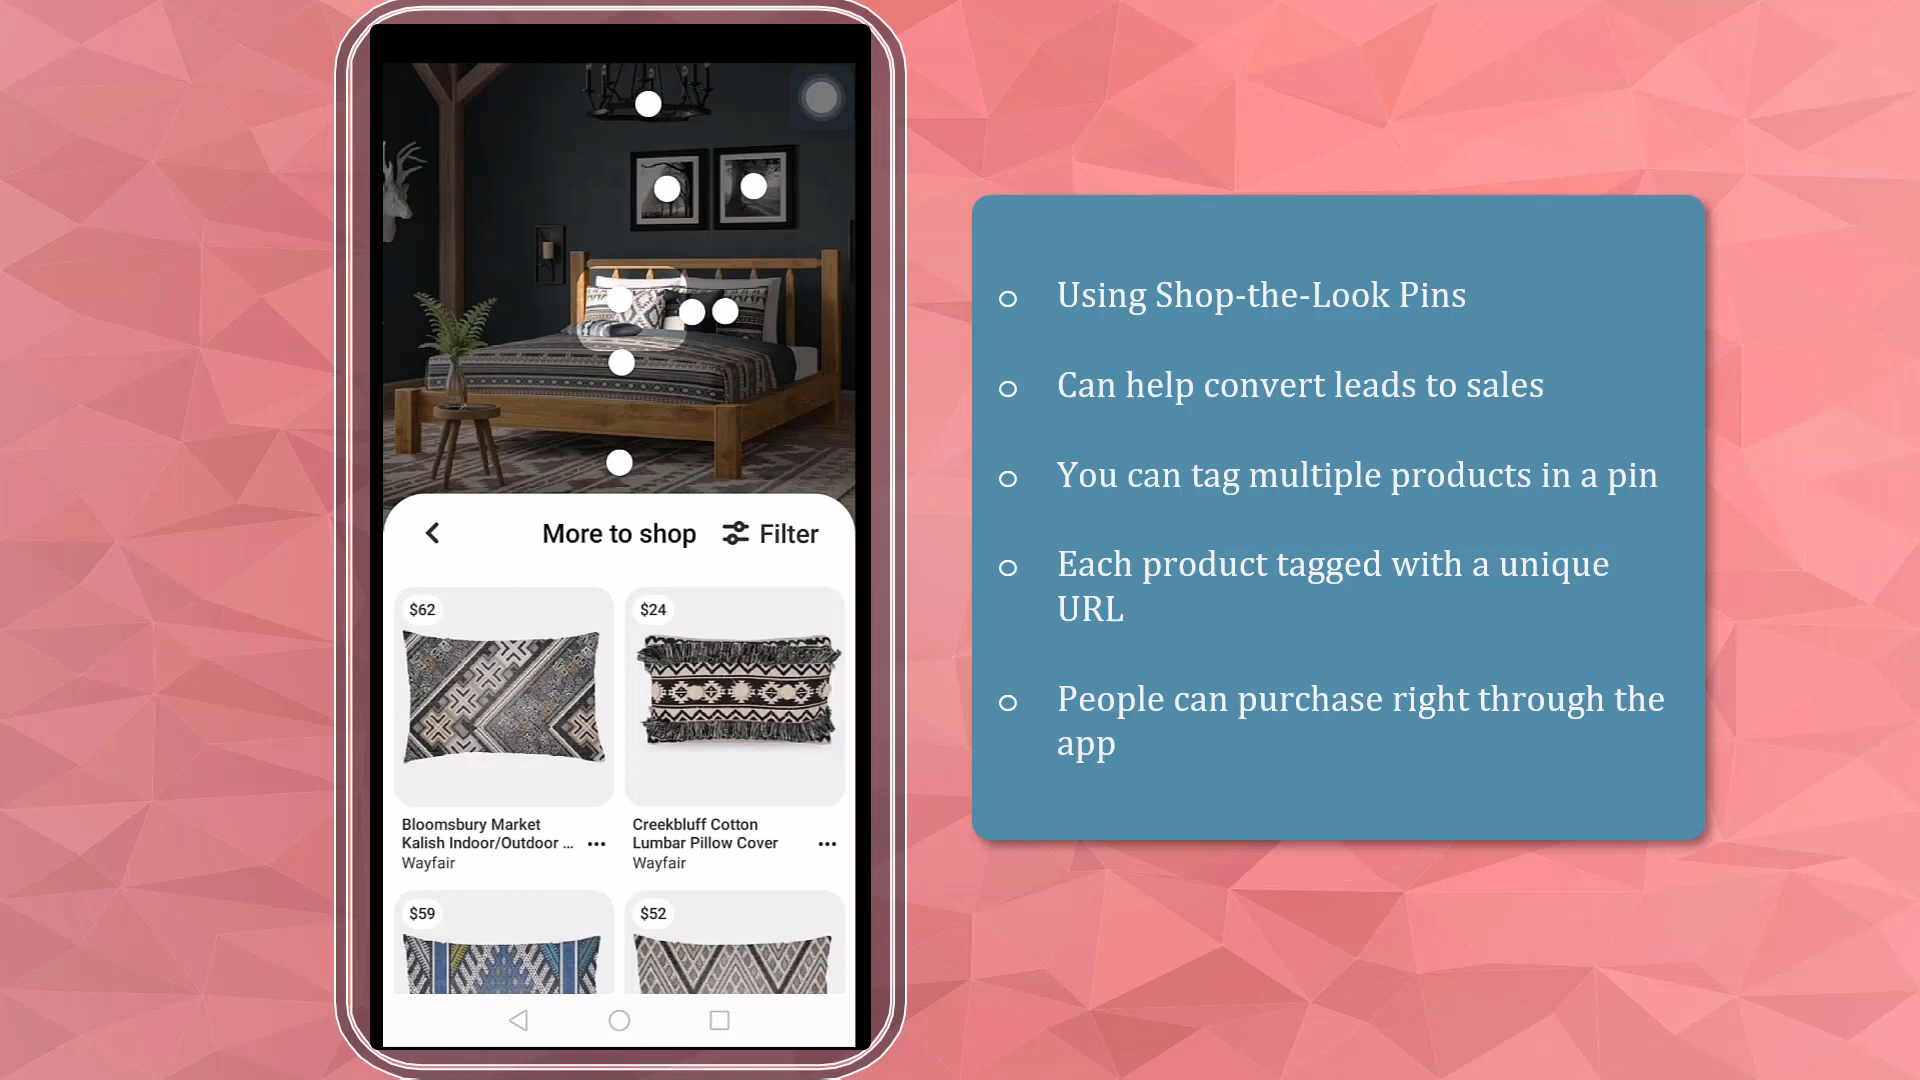 More to shop
Filter
$62
$24
Bloomsbury Market
Kalish Indoor/Outdoor ...
Wayfair
Creekbluff Cotton
Lumbar Pillow Cover
Wayfair
$59
$52
Using Shop-the-Look Pins
Can help convert leads to sales
You can tag multiple products in a pin
Each product tagged with a unique
URL
People can purchase right through the
app